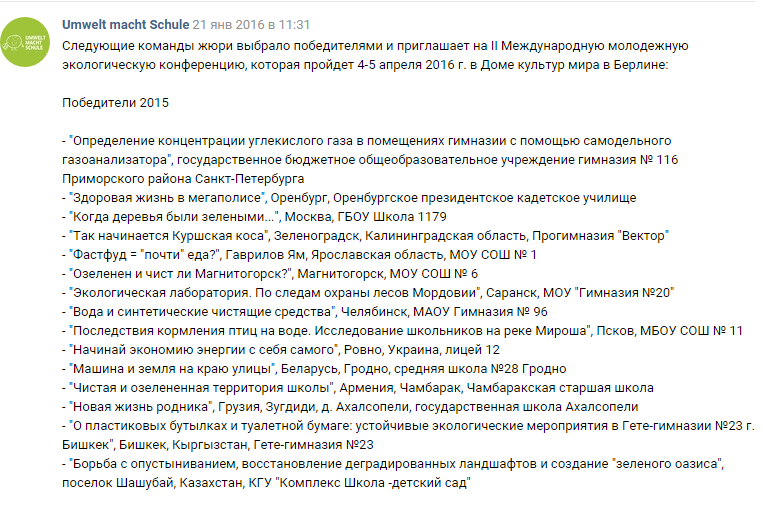 UMWELT
MACHT
SCHULE
Umwelt macht Schule 21 янв 2016 в 11:31
Следующие команды жюри выбрало победителями и приглашает на II Международную молодежную
экологическую конференцию, которая пройдет 4-5 апреля 2016 г. в Доме культур мира в Берлине:
Победители 2015
- "Определение концентрации углекислого газа в помещениях гимназии с помощью самодельного
газоанализатора", государственное бюджетное общеобразовательное учреждение гимназия № 116
Приморского района Санкт-Петербурга
- "Здоровая жизнь в мегаполисе", Оренбург, Оренбургское президентское кадетское училище
- "Когда деревья были зелеными...", Москва, ГБОУ Школа 1179
- "Так начинается Куршская коса", Зеленоградск, Калининградская область, Прогимназия "Вектор"
- "Фастфуд = "почти" еда?", Гаврилов Ям, Ярославская область, МОУ СОШ № 1
- "Озеленен и чист ли Магнитогорск?", Магнитогорск, МОУ СОШ № 6
- "Экологическая лаборатория. По следам охраны лесов Мордовии", Саранск, МОУ "Гимназия №20"
- "Вода и синтетические чистящие средства", Челябинск, МАОУ Гимназия № 96
- "Последствия кормления птиц на воде. Исследование школьников на реке Мироша", Псков, МБОУ СОШ № 11
- "Начинай экономию энергии с себя самого", Ровно, Украина, лицей 12
- "Машина и земля на краю улицы", Беларусь, Гродно, средняя школа №28 Гродно
- "Чистая и озелененная территория школы", Армения, Чамбарак, Чамбаракская старшая школа
- "Новая жизнь родника", Грузия, Зугдиди, д. Ахалсопели, государственная школа Ахалсопели
- "О пластиковых бутылках и туалетной бумаге: устойчивые экологические мероприятия в Гете-гимназии №23 г.
Бишкек", Бишкек, Кыргызстан, Гете-гимназия №23
- "Борьба с опустыниванием, восстановление деградированных ландшафтов и создание "зеленого оазиса",
поселок Шашубай, Казахстан, КГУ "Комплекс Школа -детский сад"